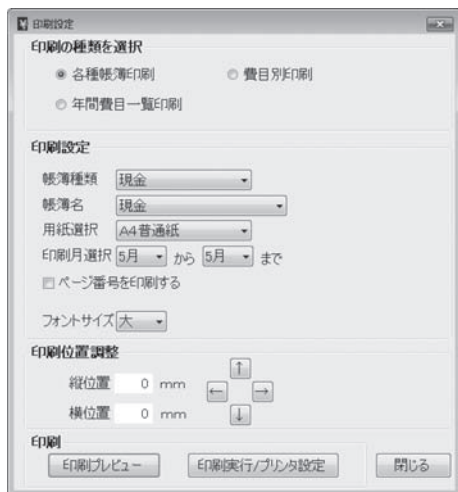 印刷設定
印刷の種類を選択
各種帳簿印刷 費目別印刷
年間費目一覧印刷
印刷設定
帳簿種類 現金
帳簿名 現金
用紙選択 A4普通紙
印刷月選択 5月 から 5月 まで
ページ番号を印刷する
フォントサイズ 大
印刷位置調整
縦位置 0 mm
横位置 0 mm
↑
← →
↓
印刷
印刷プレビュー 印刷実行/プリンタ設定 閉じる